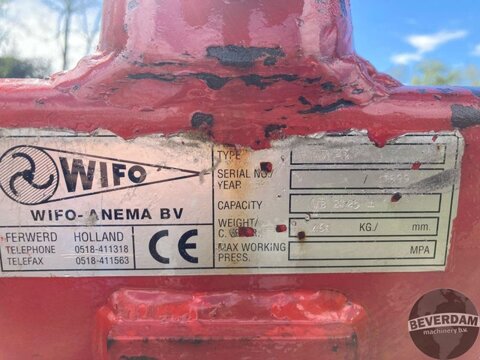 WIFO
WIFO-ANEMA BV
FERWERD HOLLAND
TELEPHONE 0518-411318
TELEFAX 0518-411563
CE
TYPE
SERIAL NO./
YEAR
CAPACITY
WEIGHT/ KG./ mm.
MAX WORKING
PRESS. MPA
BEVERDAM
machinery b.v.